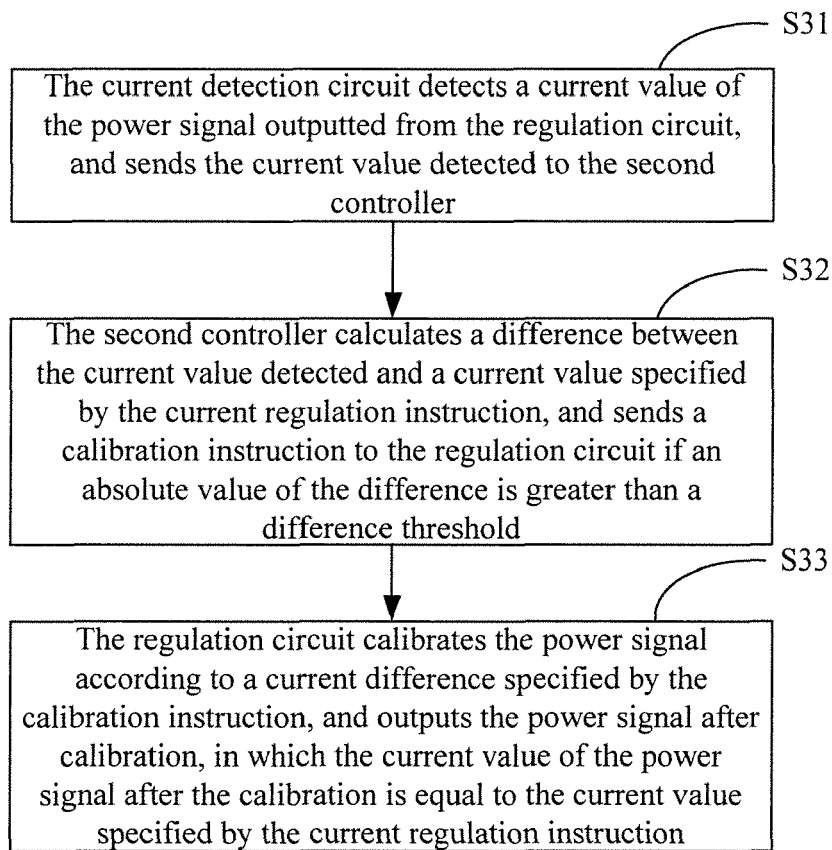 S31
The current detection circuit detects a current value of
the power signal outputted from the regulation circuit,
and sends the current value detected to the second
controller
S32
The second controller calculates a difference between
the current value detected and a current value specified
by the current regulation instruction, and sends a
calibration instruction to the regulation circuit if an
absolute value of the difference is greater than a
difference threshold
S33
The regulation circuit calibrates the power signal
according to a current difference specified by the
calibration instruction, and outputs the power signal after
calibration, in which the current value of the power
signal after the calibration is equal to the current value
specified by the current regulation instruction